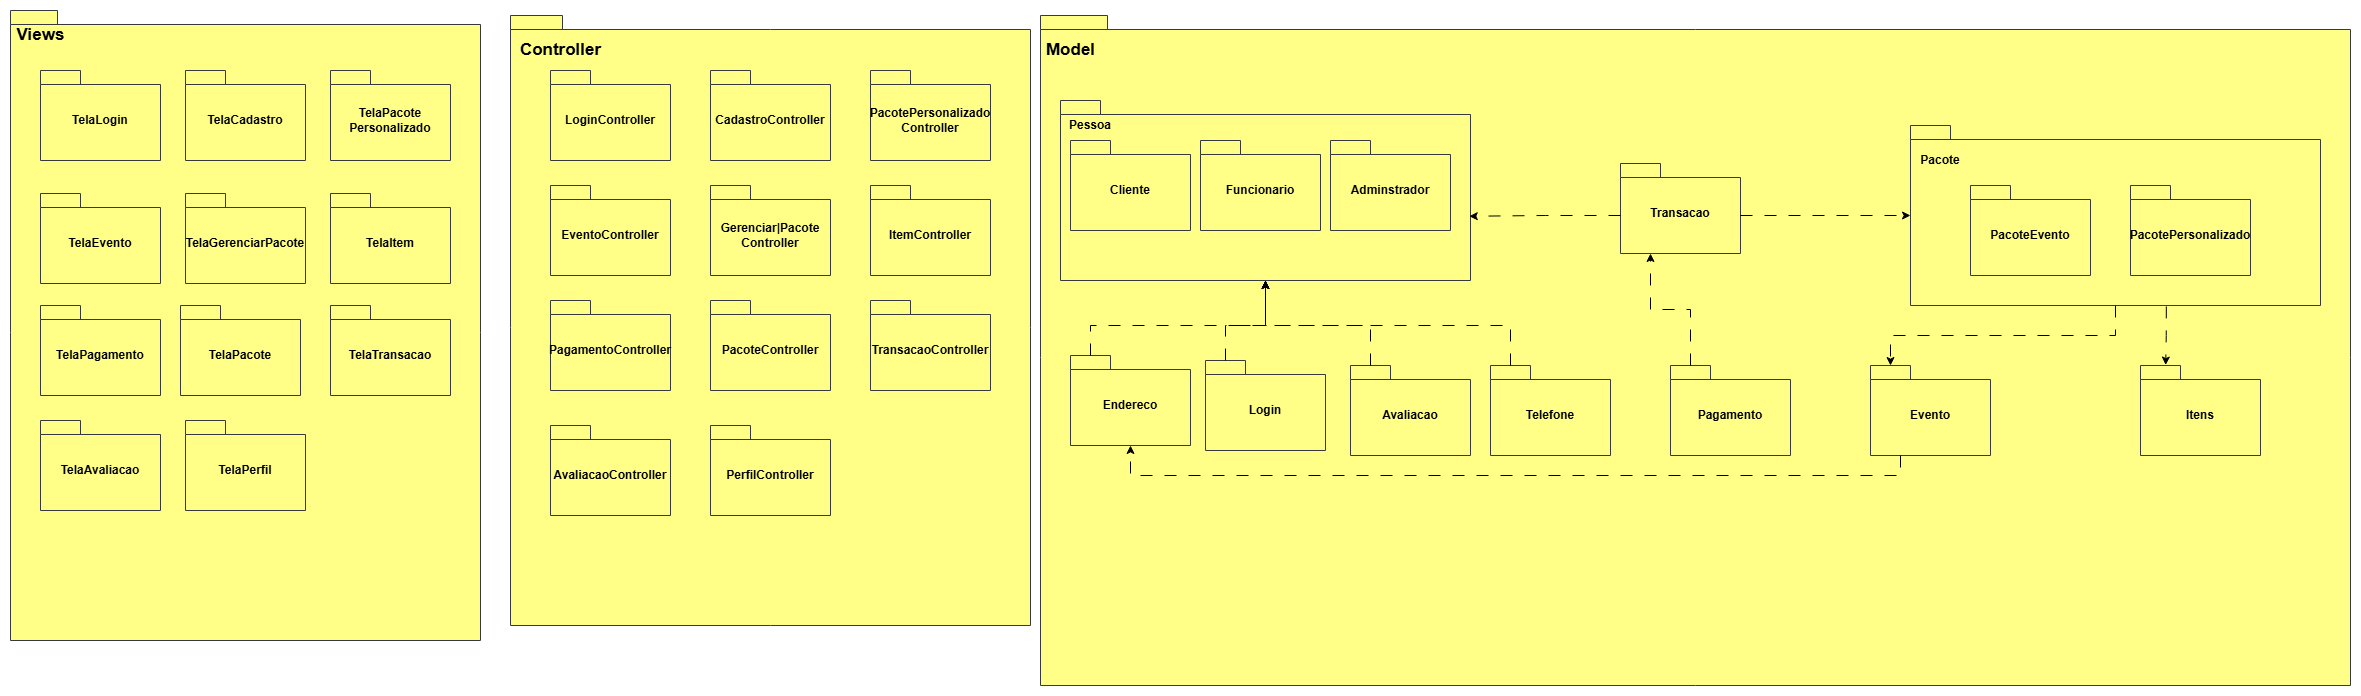 Views
TelaLogin
TelaCadastro
TelaPacote
Personalizado
TelaEvento
TelaGerenciarPacote
TelaItem
TelaPagamento
TelaPacote
TelaTransacao
TelaAvaliacao
TelaPerfil
Controller
LoginController
CadastroController
PacotePersonalizado
Controller
EventoController
Gerenciar|Pacote
Controller
ItemController
PagamentoController
PacoteController
TransacaoController
AvaliacaoController
PerfilController
Model
Pessoa
Cliente
Funcionario
Adminstrador
Transacao
Pacote
PacoteEvento
PacotePersonalizado
Endereco
Login
Avaliacao
Telefone
Pagamento
Evento
Itens